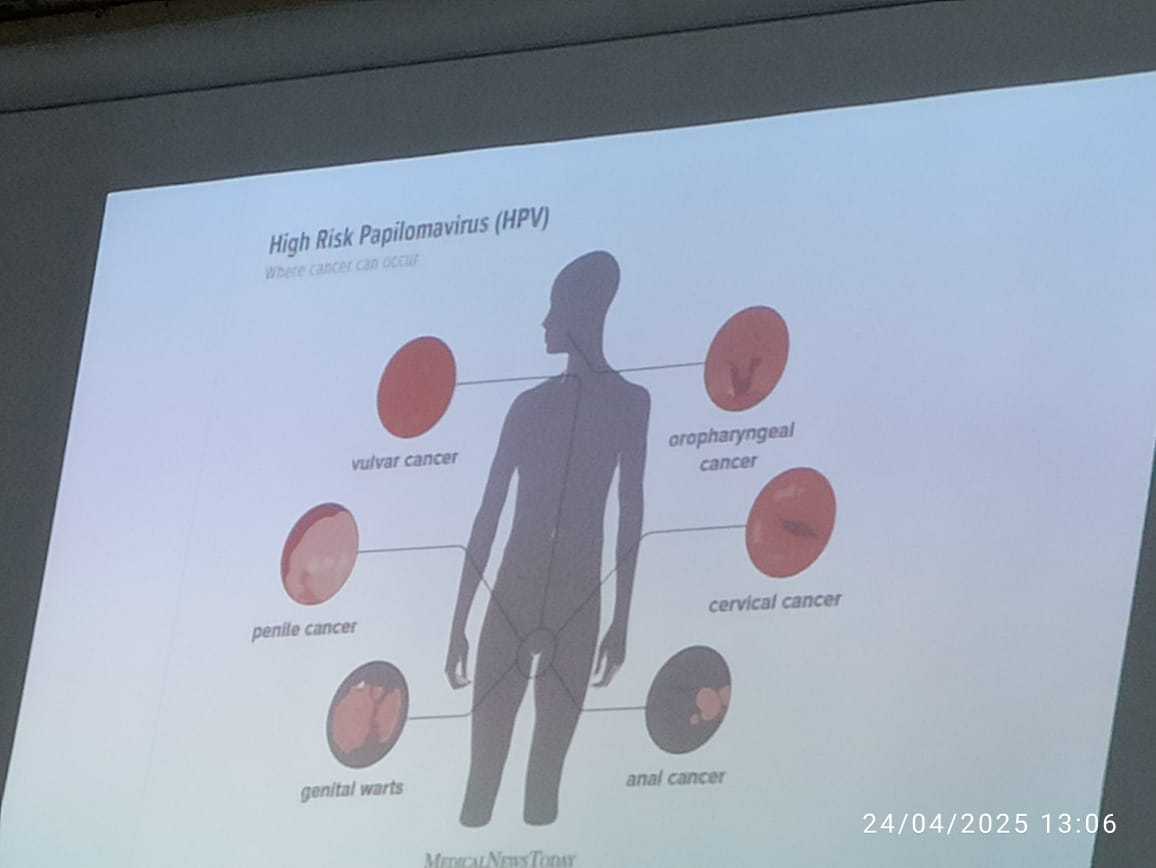 High Risk Papilomavirus (HPV)
Where cancer can occur
vulvar cancer
oropharyngeal
cancer
penile cancer
cervical cancer
genital warts
anal cancer
MEDICALNEWSTODAY
24/04/2025 13:06